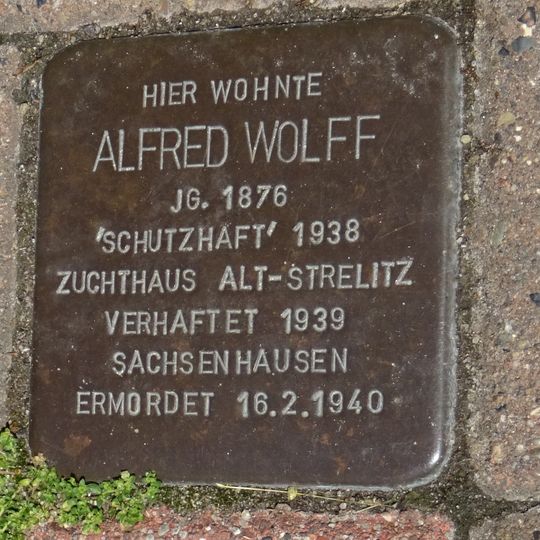 HIER WOHNTE
ALFRED WOLFF
JG. 1876
'SCHUTZHAFT' 1938
ZUCHTHAUS ALT-STRELITZ
VERHAFTET 1939
SACHSENHAUSEN
ERMORDET 16.2.1940